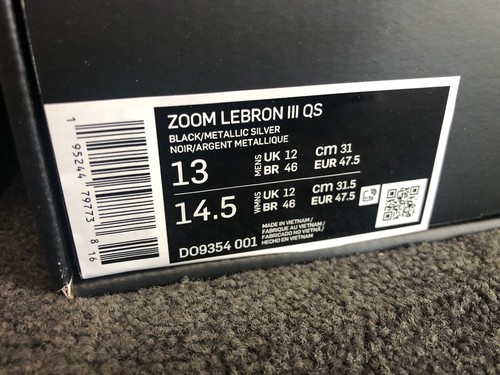 ZOOM LEBRON III QS
BLACK/METALLIC SILVER
NOIR/ARGENT METALLIQUE
13 MENS UK 12 CM 31
BR 46 EUR 47.5
14.5 WMNS UK 12 CM 31.5
BR 46 EUR 47.5
DO9354 001
MADE IN VIETNAM/
FABRIQUE AU VIETNAM/
FABRICADO NO VIETNÃ/
HECHO EN VIETNAM
1 95244 79773 8 16